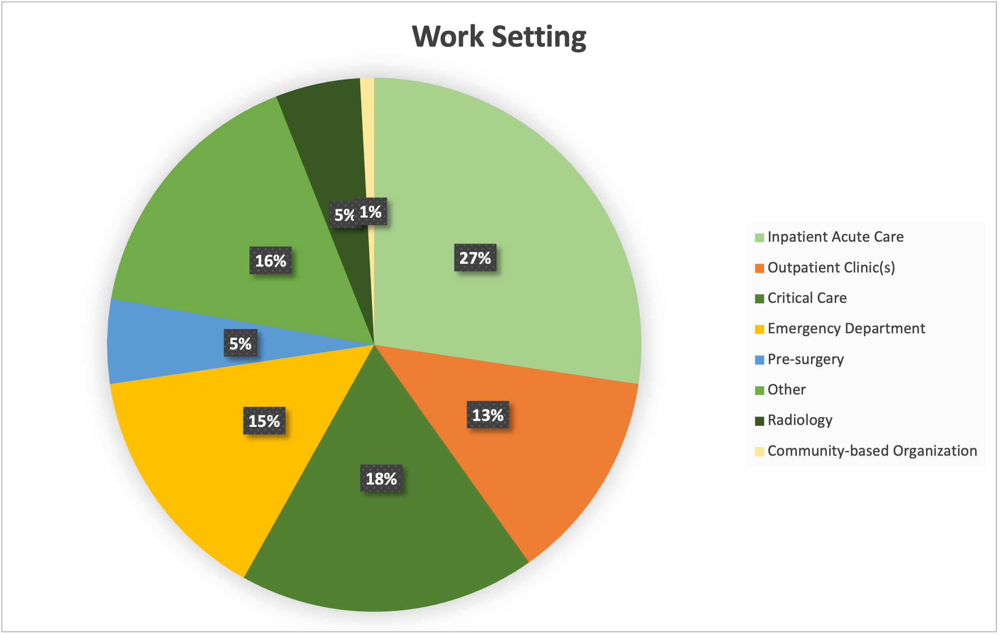 Work Setting
5%
1%
27%
16%
5%
13%
15%
18%
Inpatient Acute Care
Outpatient Clinic(s)
Critical Care
Emergency Department
Pre-surgery
Other
Radiology
Community-based Organization